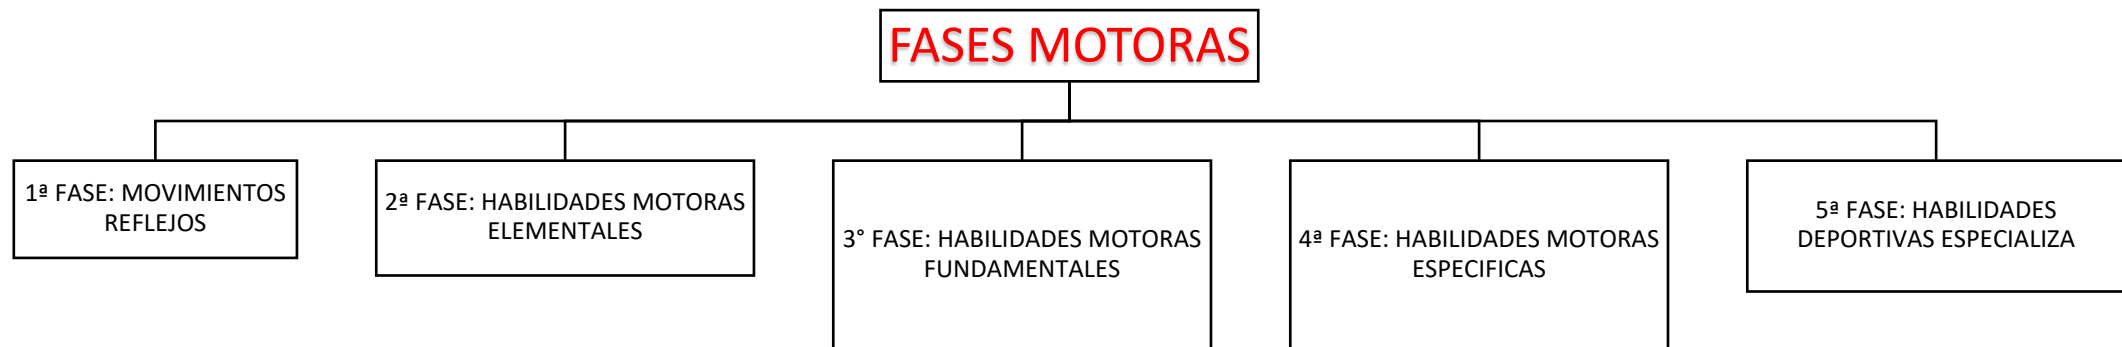 FASES MOTORAS
1ª FASE: MOVIMIENTOS
REFLEJOS
2ª FASE: HABILIDADES MOTORAS
ELEMENTALES
3° FASE: HABILIDADES MOTORAS
FUNDAMENTALES
4ª FASE: HABILIDADES MOTORAS
ESPECIFICAS
5ª FASE: HABILIDADES
DEPORTIVAS ESPECIALIZA